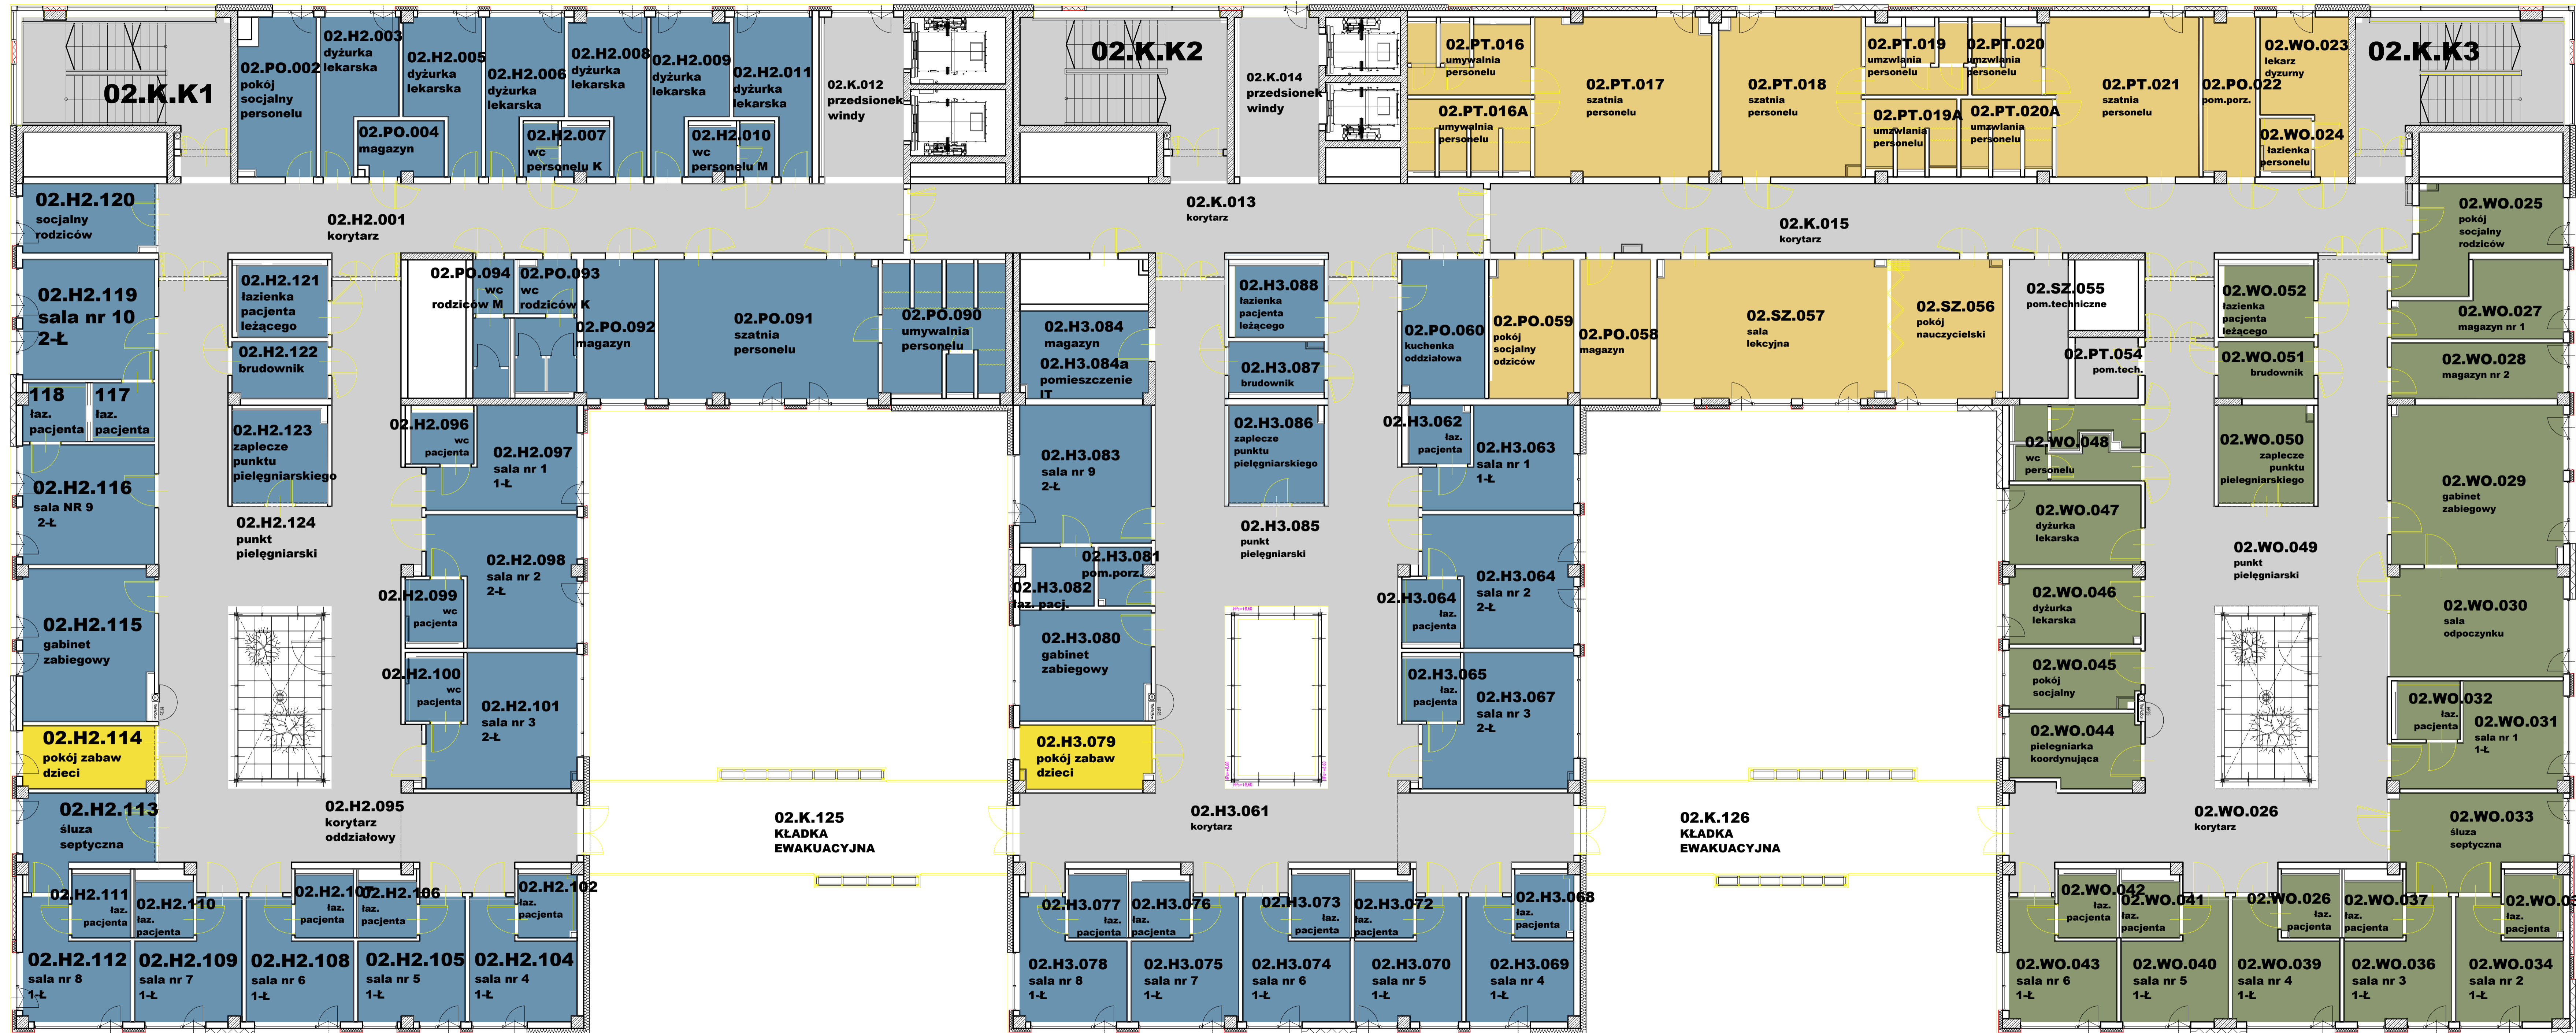 02.K.K1
02.PO.002
pokój
socjalny
personelu
02.H2.003
dyżurka
lekarska
02.PO.004
magazyn
02.H2.005
dyżurka
lekarska
02.H2.006
dyżurka
lekarska
02.H2.007
wc
personelu K
02.H2.008
dyżurka
lekarska
02.H2.009
dyżurka
lekarska
02.H2.010
wc
personelu M
02.H2.011
dyżurka
lekarska
02.K.012
przedsionek
windy
02.K.K2
02.K.014
przedsionek
windy
02.PT.016
umywalnia
personelu
02.PT.016A
umywalnia
personelu
02.PT.017
szatnia
personelu
02.PT.018
szatnia
personelu
02.PT.019
umzwlania
personelu
02.PT.019A
umzwlania
personelu
02.PT.020
umzwlania
personelu
02.PT.020A
umzwlania
personelu
02.PT.021
szatnia
personelu
02.PO.022
pom.porz.
02.WO.023
lekarz
dyzurny
02.WO.024
łazienka
personelu
02.K.K3
02.H2.120
socjalny
rodziców
02.H2.001
korytarz
02.K.013
korytarz
02.K.015
korytarz
02.WO.025
pokój
socjalny
rodziców
02.H2.119
sala nr 10
2-Ł
02.H2.121
łazienka
pacjenta
leżącego
02.H2.122
brudownik
02.PO.094
wc
rodziców M
02.PO.093
wc
rodziców K
02.PO.092
magazyn
02.PO.091
szatnia
personelu
02.PO.090
umywalnia
personelu
02.H3.084
magazyn
02.H3.084a
pomieszczenie
IT
02.H3.088
łazienka
pacjenta
leżącego
02.H3.087
brudownik
02.PO.060
kuchenka
oddziałowa
02.PO.059
pokój
socjalny
odziców
02.PO.058
magazyn
02.SZ.057
sala
lekcyjna
02.SZ.056
pokój
nauczycielski
02.SZ.055
pom.techniczne
02.PT.054
pom.tech.
02.WO.052
łazienka
pacjenta
leżącego
02.WO.051
brudownik
02.WO.027
magazyn nr 1
02.WO.028
magazyn nr 2
118
łaz.
pacjenta
117
łaz.
pacjenta
02.H2.123
zaplecze
punktu
pielęgniarskiego
02.H2.096
wc
pacjenta
02.H2.097
sala nr 1
1-Ł
02.H3.083
sala nr 9
2-Ł
02.H3.086
zaplecze
punktu
pielęgniarskiego
02.H3.062
łaz.
pacjenta
02.H3.063
sala nr 1
1-Ł
02.WO.048
wc
personelu
02.WO.050
zaplecze
punktu
pielegniarskiego
02.WO.029
gabinet
zabiegowy
02.H2.116
sala NR 9
2-Ł
02.H2.124
punkt
pielęgniarski
02.H2.098
sala nr 2
2-Ł
02.H2.099
wc
pacjenta
02.H3.082
łaz. pacj.
02.H3.081
pom.porz.
02.H3.085
punkt
pielęgniarski
02.H3.064
łaz.
pacjenta
02.H3.064
sala nr 2
2-Ł
02.WO.047
dyżurka
lekarska
02.WO.046
dyżurka
lekarska
02.WO.049
punkt
pielęgniarski
02.WO.030
sala
odpoczynku
02.H2.115
gabinet
zabiegowy
02.H2.100
wc
pacjenta
02.H2.101
sala nr 3
2-Ł
02.H3.080
gabinet
zabiegowy
02.H3.065
łaz.
pacjenta
02.H3.067
sala nr 3
2-Ł
02.WO.045
pokój
socjalny
02.WO.044
pielegniarka
koordynująca
02.WO.032
łaz.
pacjenta
02.WO.031
sala nr 1
1-Ł
02.H2.114
pokój zabaw
dzieci
02.H3.079
pokój zabaw
dzieci
02.H2.113
śluza
septyczna
02.H2.095
korytarz
oddziałowy
02.K.125
KŁADKA
EWAKUACYJNA
02.H3.061
korytarz
02.K.126
KŁADKA
EWAKUACYJNA
02.WO.026
korytarz
02.WO.033
śluza
septyczna
02.H2.111
łaz.
pacjenta
02.H2.110
łaz.
pacjenta
02.H2.107
łaz.
pacjenta
02.H2.106
łaz.
pacjenta
02.H2.102
łaz.
pacjenta
02.H3.077
łaz.
pacjenta
02.H3.076
łaz.
pacjenta
02.H3.073
łaz.
pacjenta
02.H3.072
łaz.
pacjenta
02.H3.068
łaz.
pacjenta
02.WO.042
łaz.
pacjenta
02.WO.041
łaz.
pacjenta
02.WO.026
łaz.
pacjenta
02.WO.037
łaz.
pacjenta
łaz.
pacjenta
02.H2.112
sala nr 8
1-Ł
02.H2.109
sala nr 7
1-Ł
02.H2.108
sala nr 6
1-Ł
02.H2.105
sala nr 5
1-Ł
02.H2.104
sala nr 4
1-Ł
02.H3.078
sala nr 8
1-Ł
02.H3.075
sala nr 7
1-Ł
02.H3.074
sala nr 6
1-Ł
02.H3.070
sala nr 5
1-Ł
02.H3.069
sala nr 4
1-Ł
02.WO.043
sala nr 6
1-Ł
02.WO.040
sala nr 5
1-Ł
02.WO.039
sala nr 4
1-Ł
02.WO.036
sala nr 3
1-Ł
02.WO.034
sala nr 2
1-Ł